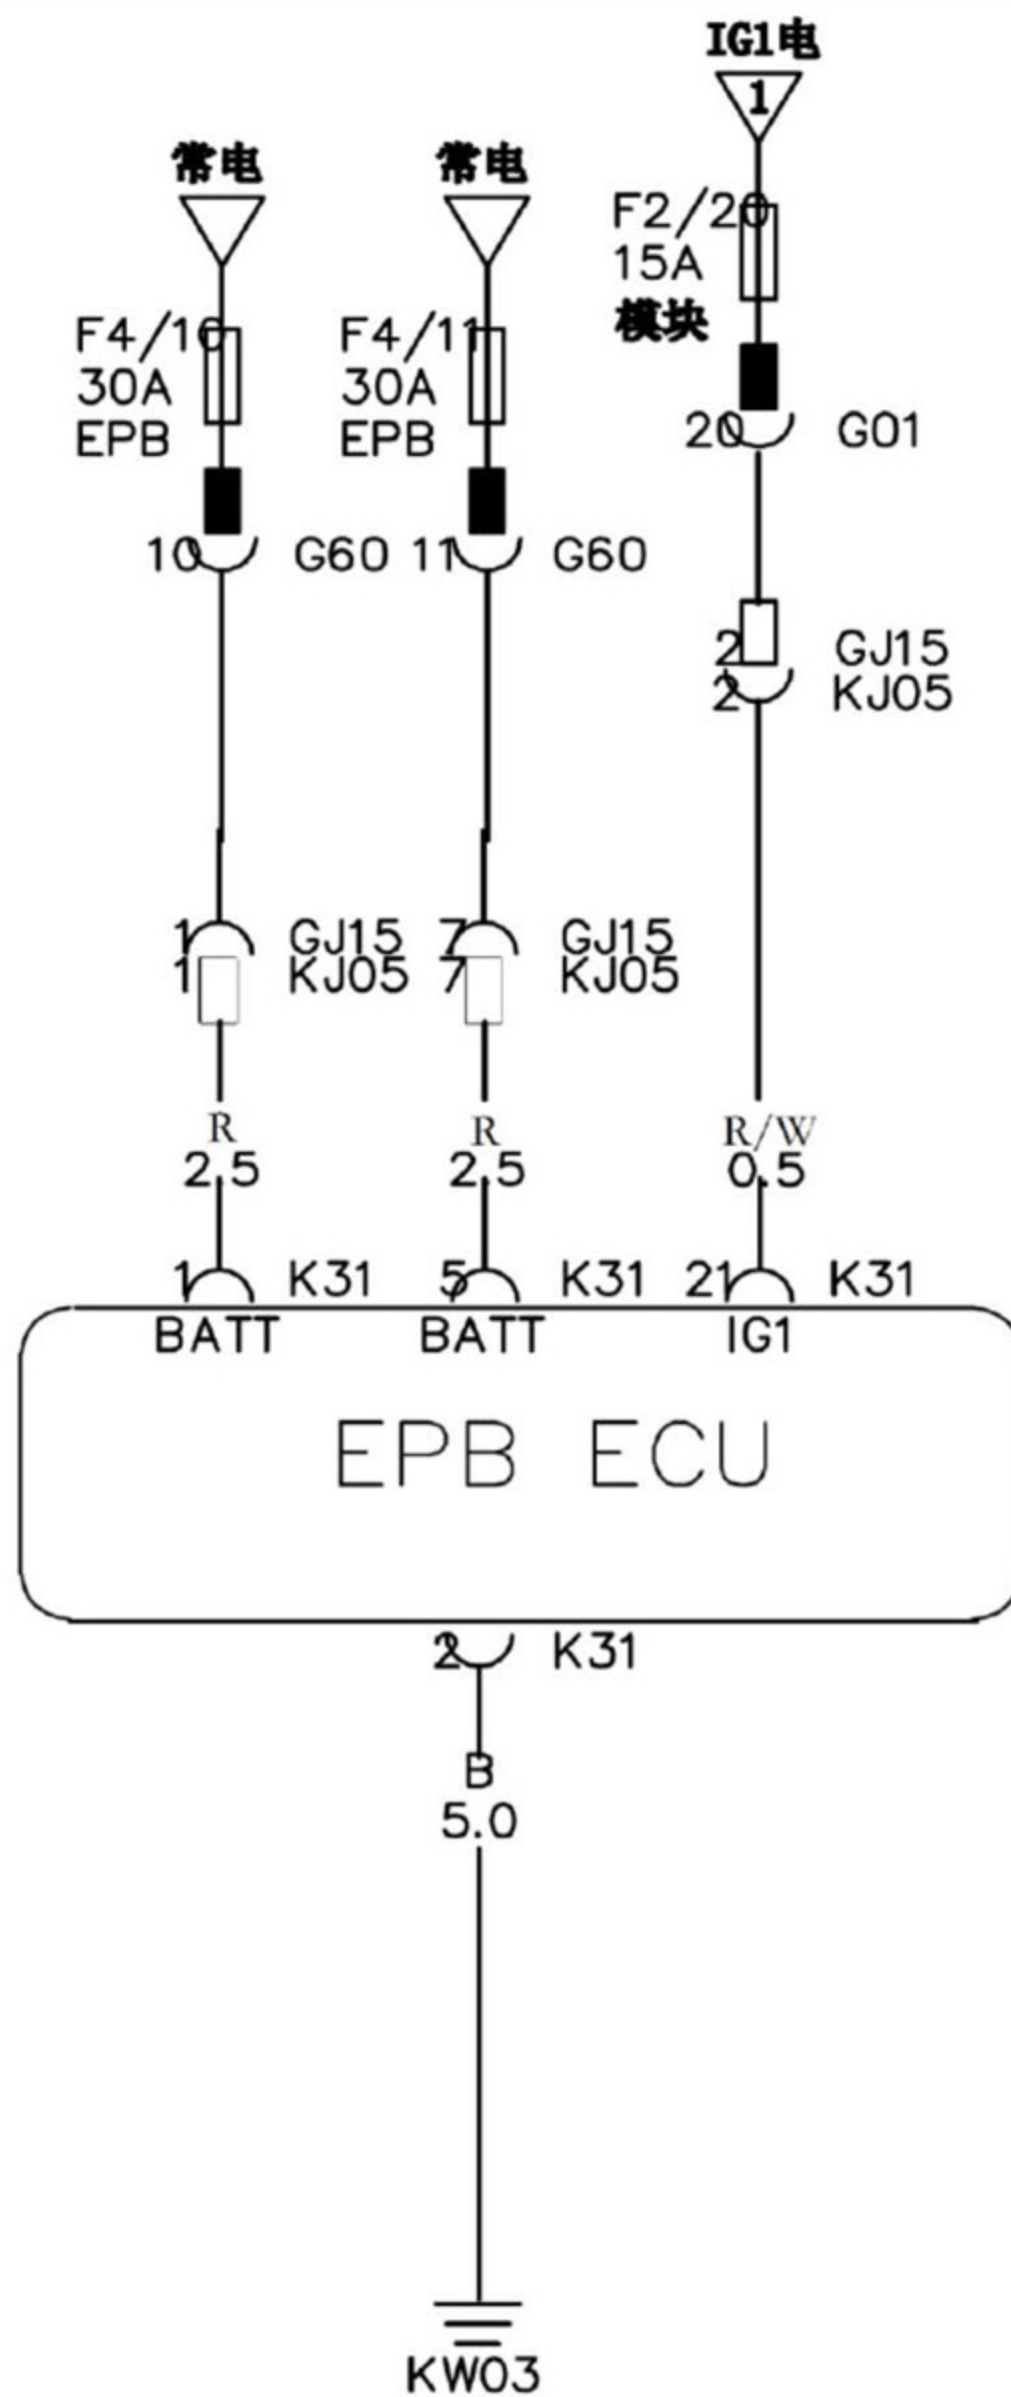 IG1电
1
常电
常电
F2/20
15A
模块
F4/10
30A
EPB
F4/11
30A
EPB
20 G01
10 G60
11 G60
2 GJ15
2 KJ05
1 GJ15
1 KJ05
7 GJ15
7 KJ05
R
2.5
R
2.5
R/W
0.5
1 K31
5 K31
21 K31
BATT
BATT
IG1
EPB ECU
2 K31
B
5.0
KW03